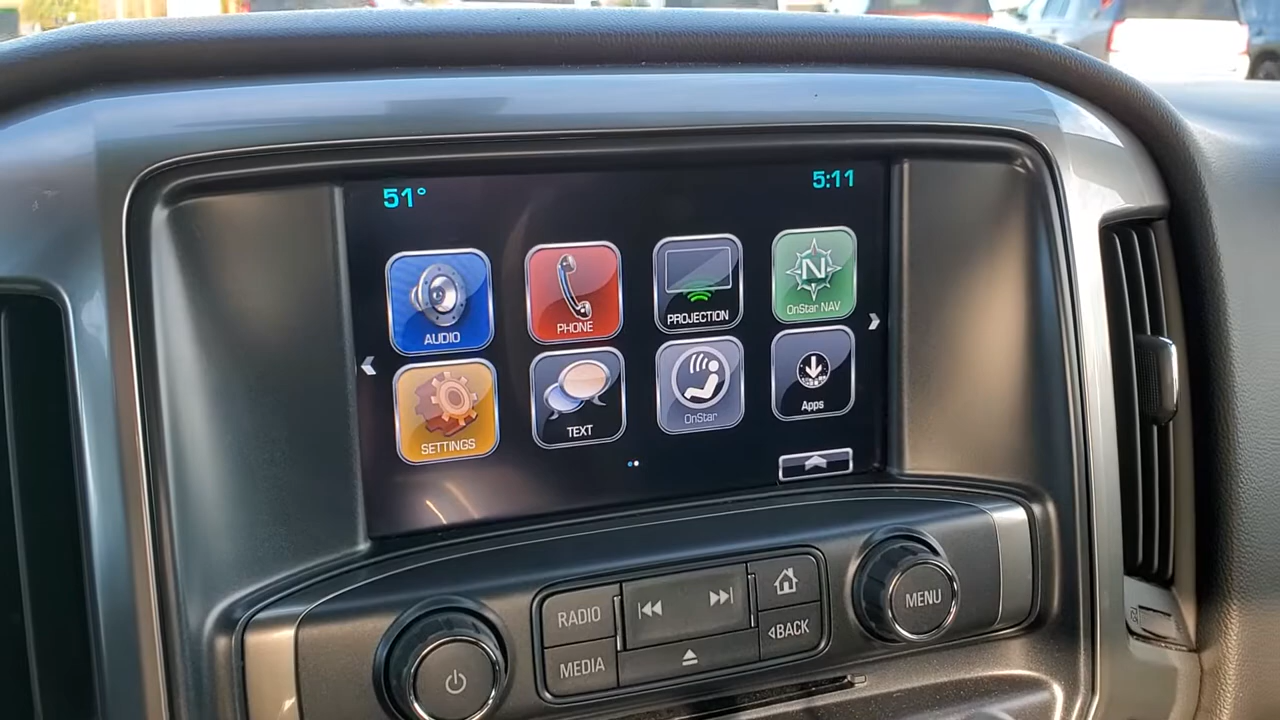 51°
5:11
AUDIO
PHONE
PROJECTION
N
OnStar NAV
SETTINGS
TEXT
OnStar
Apps
RADIO
MEDIA
BACK
MENU